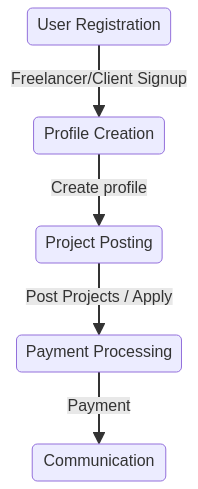 User Registration
Freelancer/Client Signup
Profile Creation
Create profile
Project Posting
Post Projects / Apply
Payment Processing
Payment
Communication